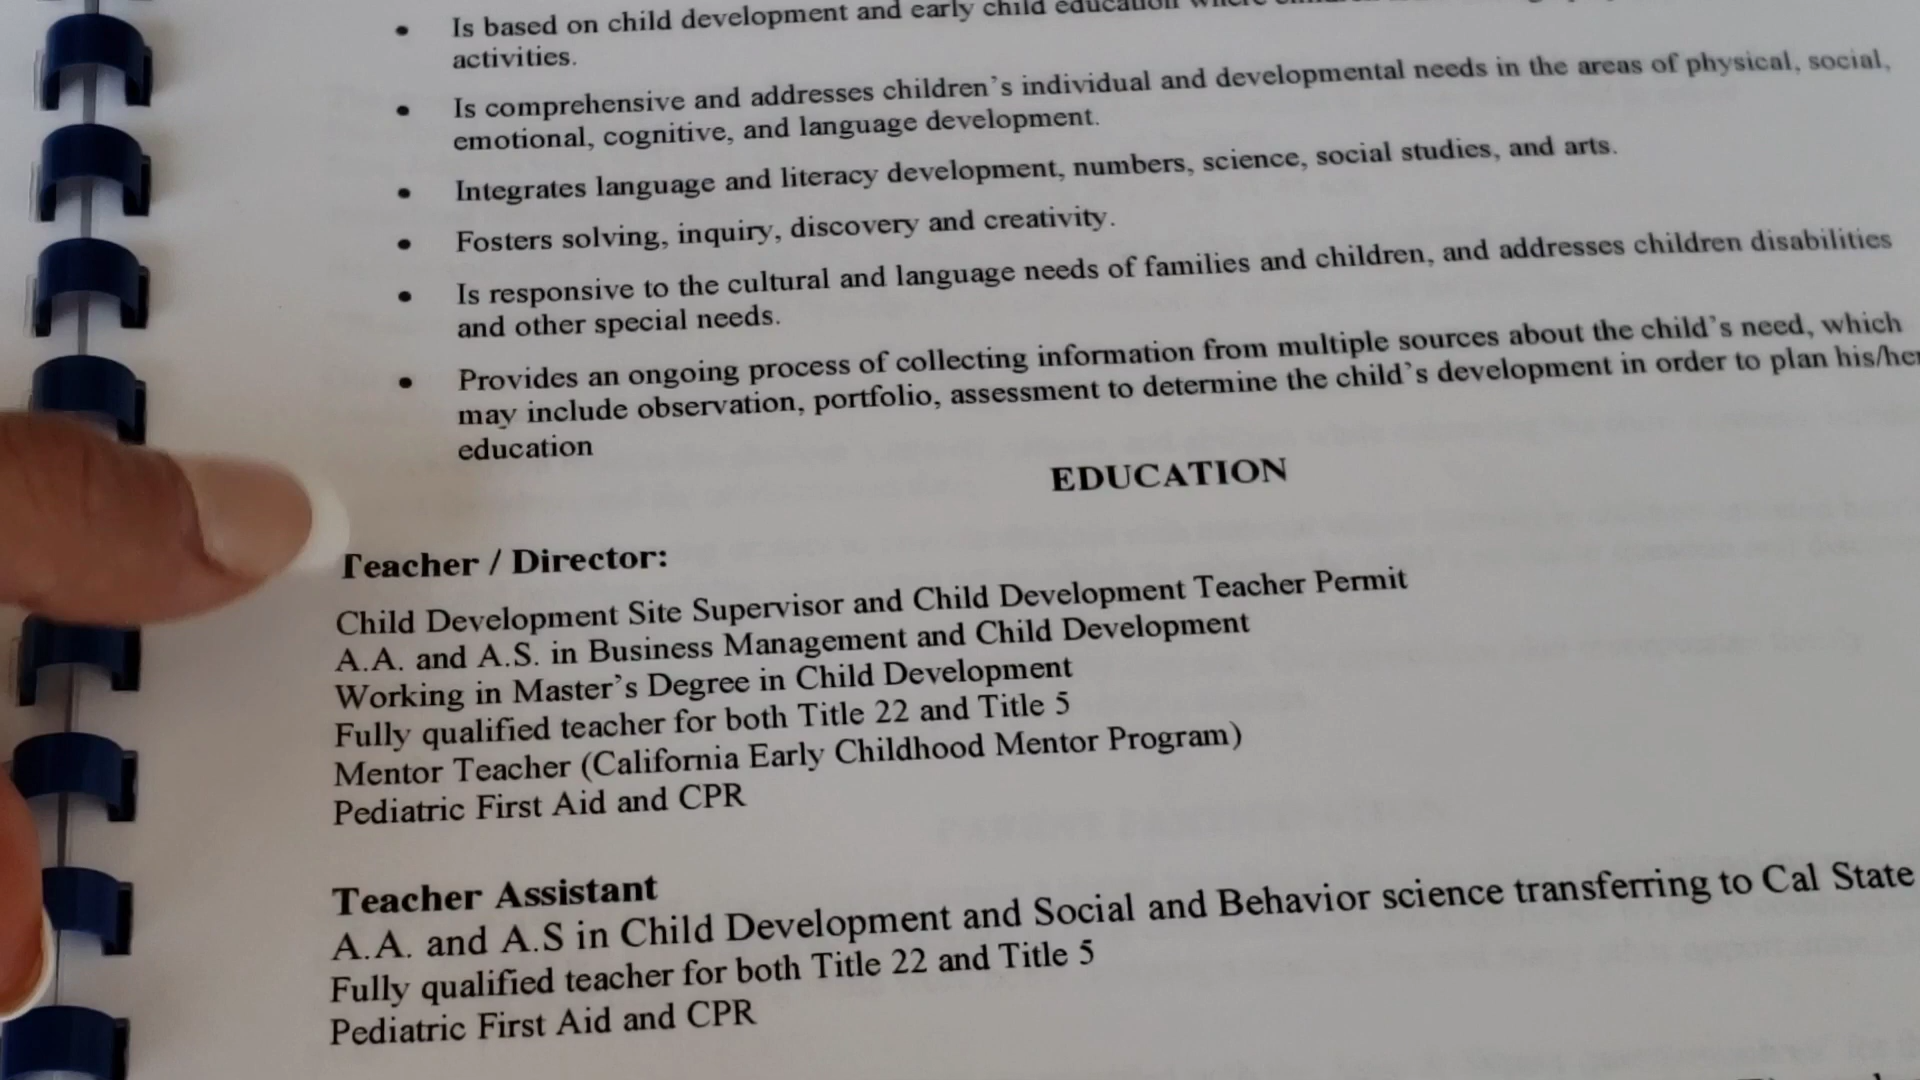 • Is based on child development and early child education where children
activities.
• Is comprehensive and addresses children's individual and developmental needs in the areas of physical, social,
emotional, cognitive, and language development.
• Integrates language and literacy development, numbers, science, social studies, and arts.
• Fosters solving, inquiry, discovery and creativity.
• Is responsive to the cultural and language needs of families and children, and addresses children disabilities
and other special needs.
• Provides an ongoing process of collecting information from multiple sources about the child's need, which
may include observation, portfolio, assessment to determine the child's development in order to plan his/her
education
EDUCATION
Teacher / Director:
Child Development Site Supervisor and Child Development Teacher Permit
A.A. and A.S. in Business Management and Child Development
Working in Master's Degree in Child Development
Fully qualified teacher for both Title 22 and Title 5
Mentor Teacher (California Early Childhood Mentor Program)
Pediatric First Aid and CPR
Teacher Assistant
A.A. and A.S in Child Development and Social and Behavior science transferring to Cal State
Fully qualified teacher for both Title 22 and Title 5
Pediatric First Aid and CPR